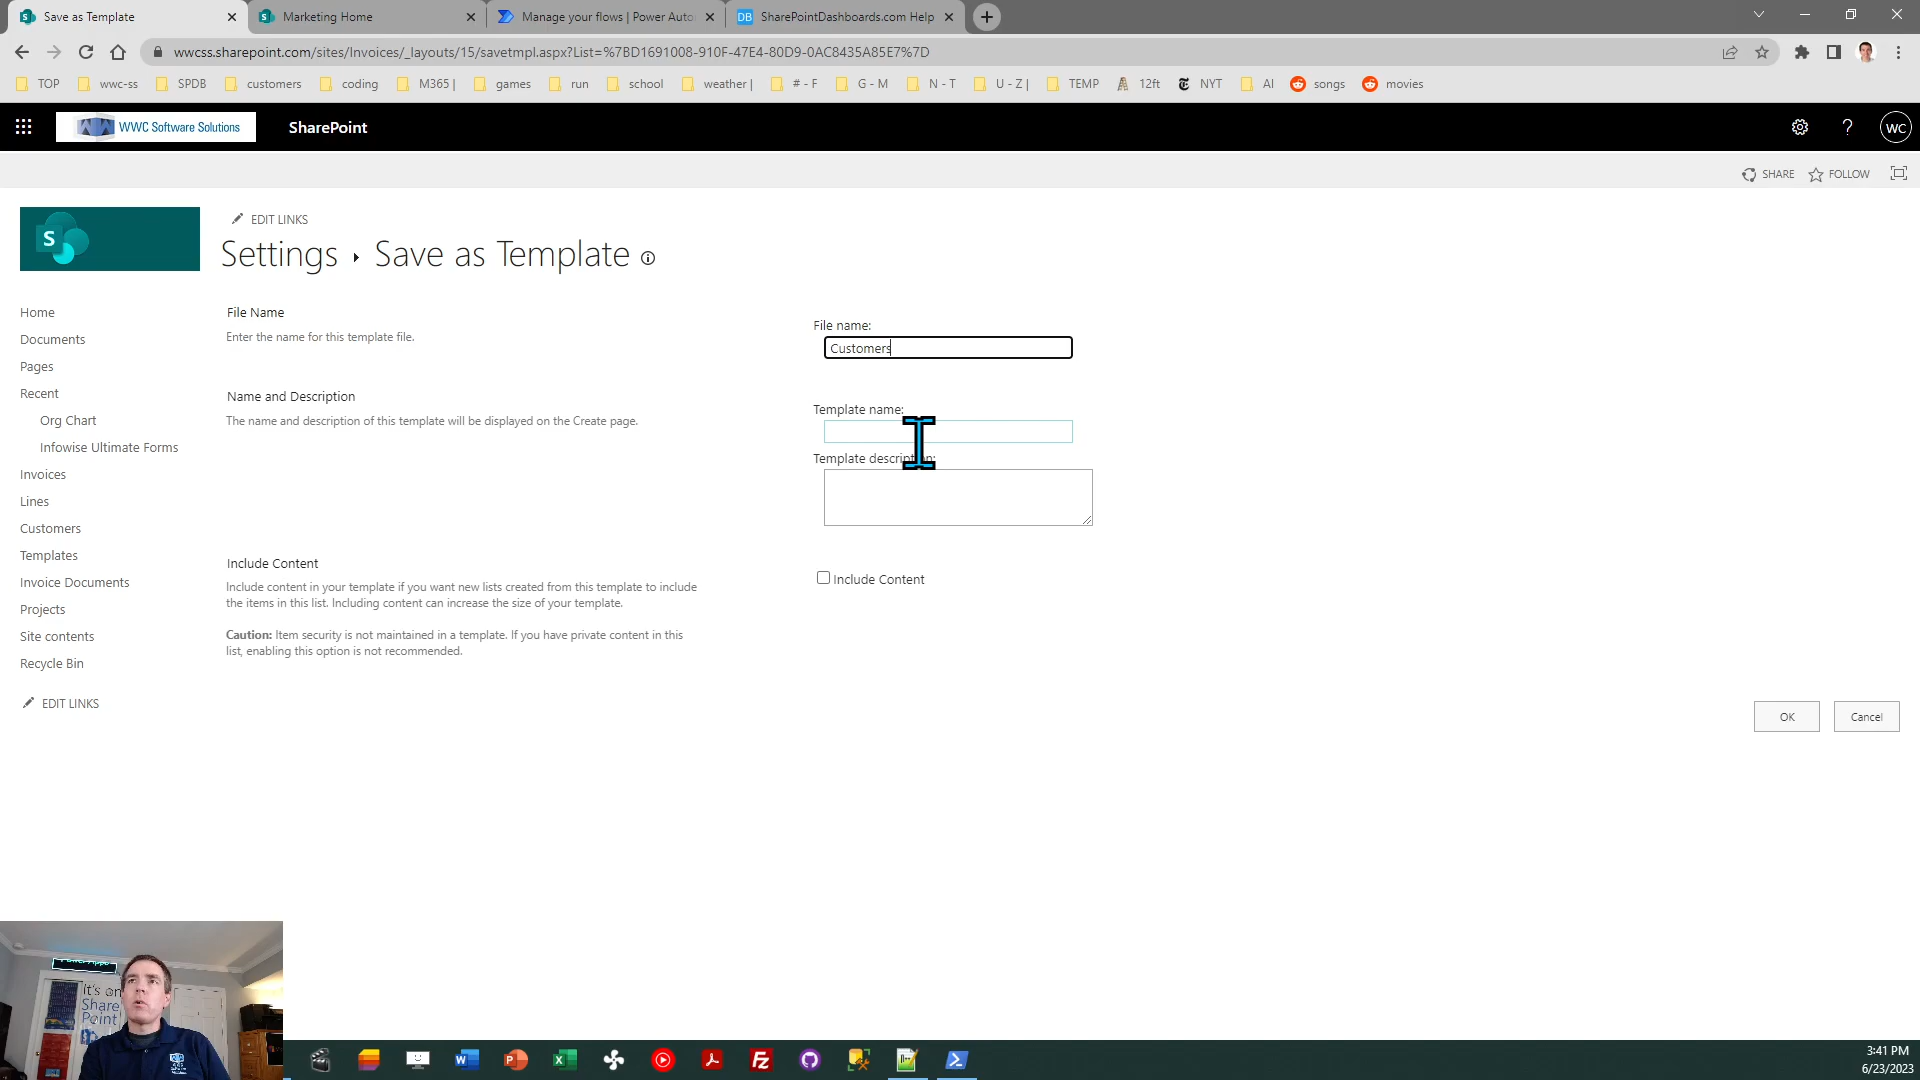 Save as Template
Marketing Home
Manage your flows | Power Auto
SharePointDashboards.com Help
wwcss.sharepoint.com/sites/Invoices/_layouts/15/savetmpl.aspx?List=%7BD1691008-910F-47E4-80D9-0AC8435A85E7%7D
TOP
wwc-ss
SPDB
customers
coding
M365 |
games
run
school
weather |
# - F
G - M
N - T
U - Z |
TEMP
12ft
NYT
AI
songs
movies
WWC Software Solutions
SharePoint
WC
SHARE
FOLLOW
EDIT LINKS
Settings ▸ Save as Template
Home
Documents
Pages
Recent
Org Chart
Infowise Ultimate Forms
Invoices
Lines
Customers
Templates
Invoice Documents
Projects
Site contents
Recycle Bin
EDIT LINKS
File Name
Enter the name for this template file.
File name:
Customers
Name and Description
The name and description of this template will be displayed on the Create page.
Template name:
Template description:
Include Content
Include content in your template if you want new lists created from this template to include
the items in this list. Including content can increase the size of your template.
Caution: Item security is not maintained in a template. If you have private content in this
list, enabling this option is not recommended.
Include Content
OK
Cancel
It's on
Share
Point
3:41 PM
6/23/2023